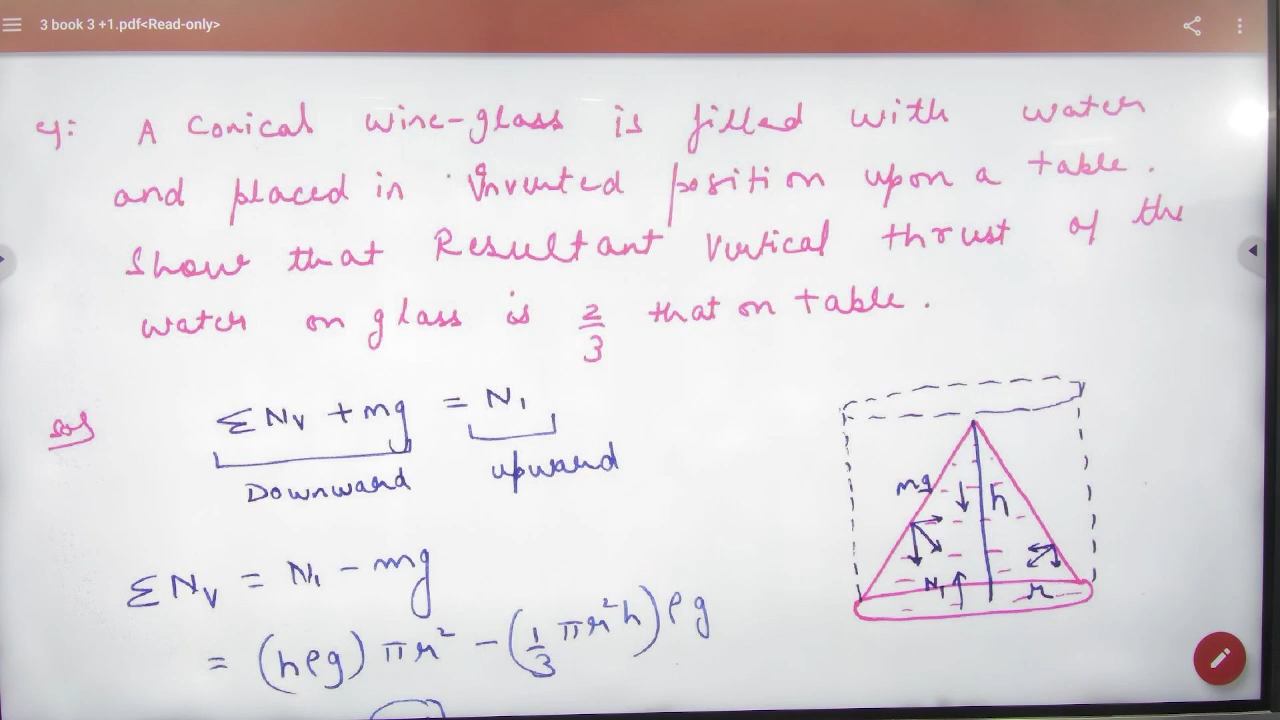 3 book 3 +1.pdf<Read-only>
4: A Conical wine-glass is filled with water
and placed in Inverted position upon a table.
Show that Resultant Vertical thrust of the
water on glass is 2/3 that on table.
Sol ΣNv + mg = N1
Downward upward
ΣNv = N1 - mg
= (hρg) πr² - (1/3 πr²h) ρg
mg
h
N1
r